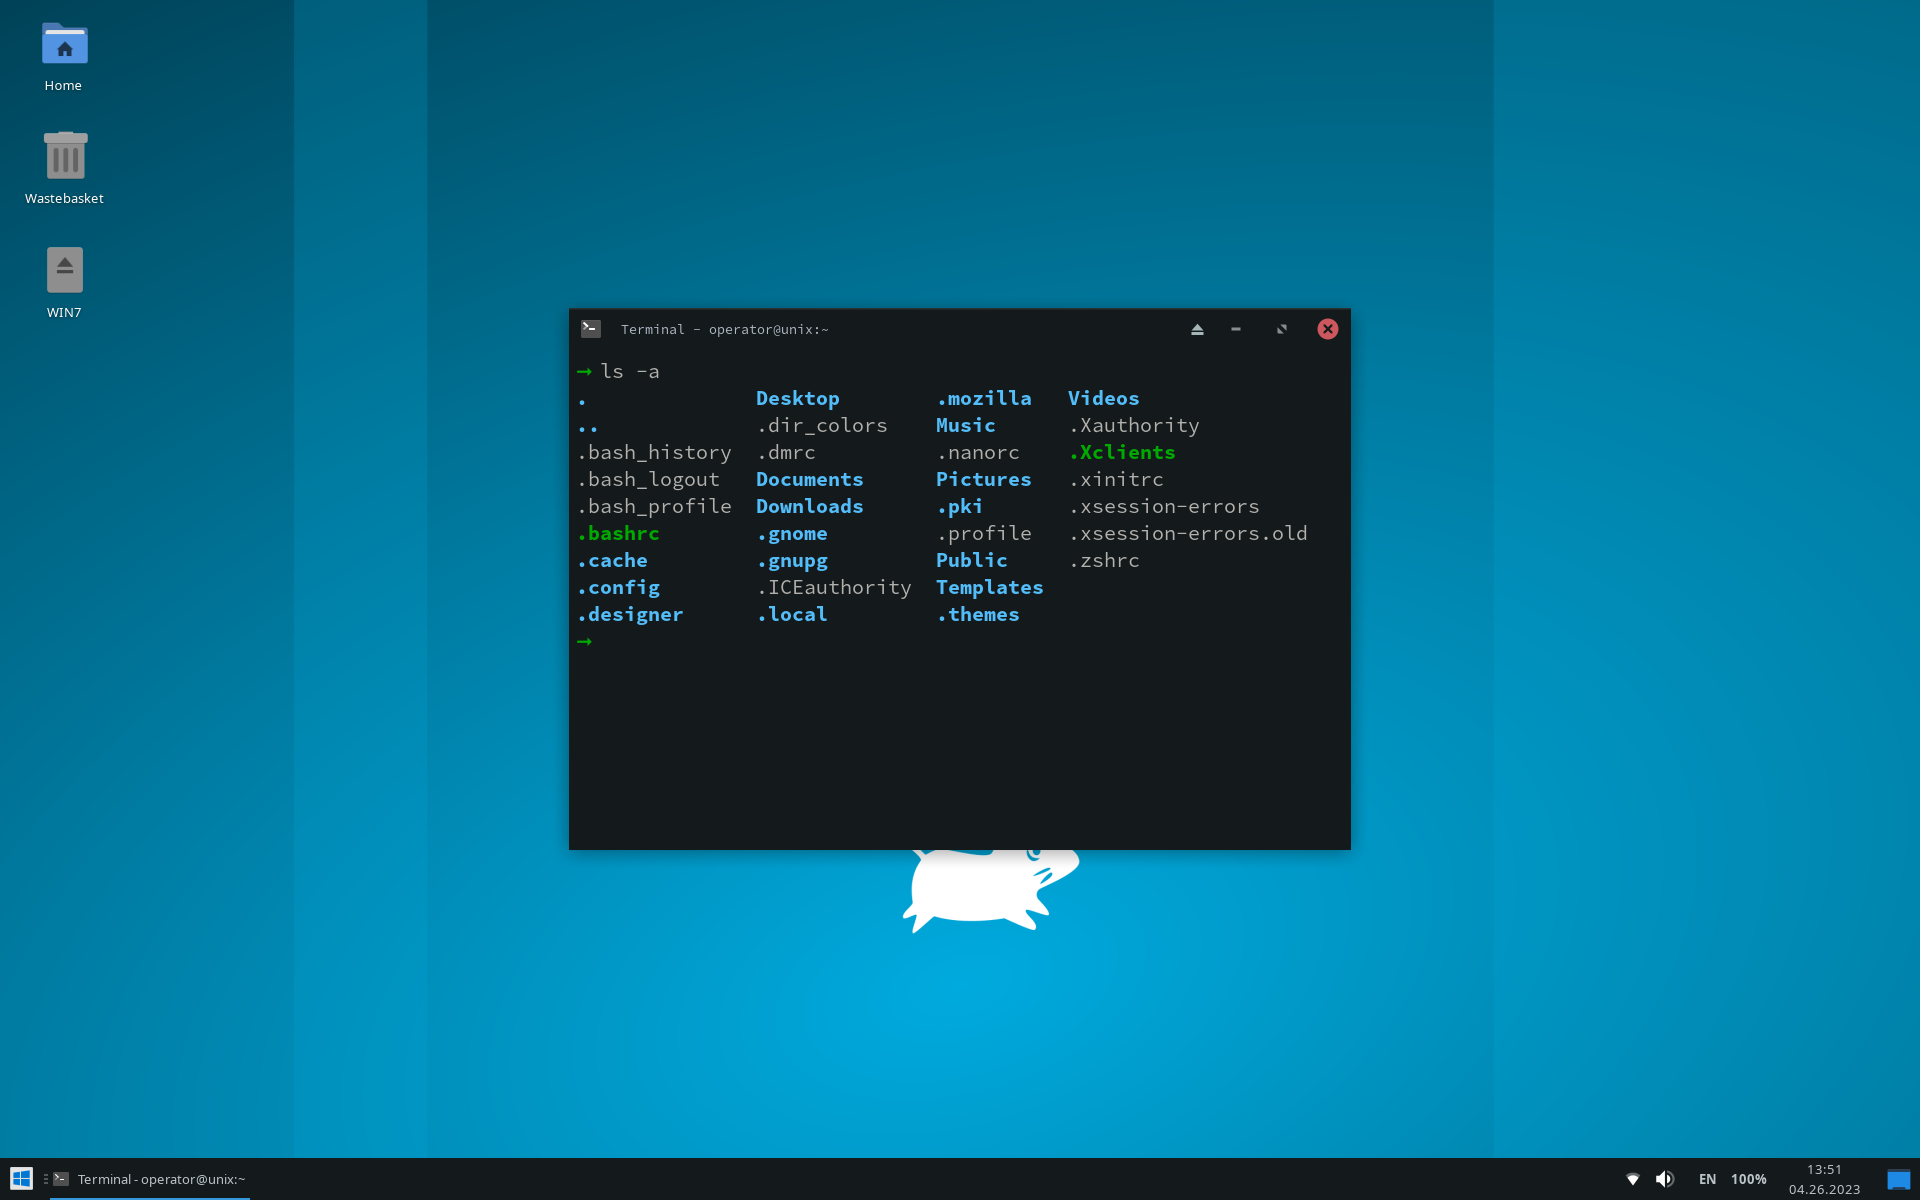 Home
Wastebasket
WIN7
Terminal - operator@unix:~
→ ls -a
. Desktop .mozilla Videos
.. .dir_colors Music .Xauthority
.bash_history .dmrc .nanorc .Xclients
.bash_logout Documents Pictures .xinitrc
.bash_profile Downloads .pki .xsession-errors
.bashrc .gnome .profile .xsession-errors.old
.cache .gnupg Public .zshrc
.config .ICEauthority Templates
.designer .local .themes
→
Terminal - operator@unix:~
EN 100%
13:51
04.26.2023